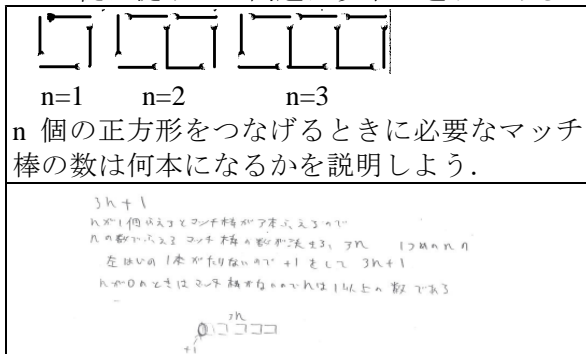 n=1 n=2 n=3
n 個の正方形をつなげるときに必要なマッチ
棒の数は何本になるかを説明しよう.
3n+1
nが1個ふえるとマッチ棒が3本ふえるので
nの数でふえるマッチ棒の数が決まる, 3n 1つめのnの
左はしの1本がたりないので +1 をして 3n+1
nが0のときはマッチ棒がないのでnは1以上の数である
3n
+1